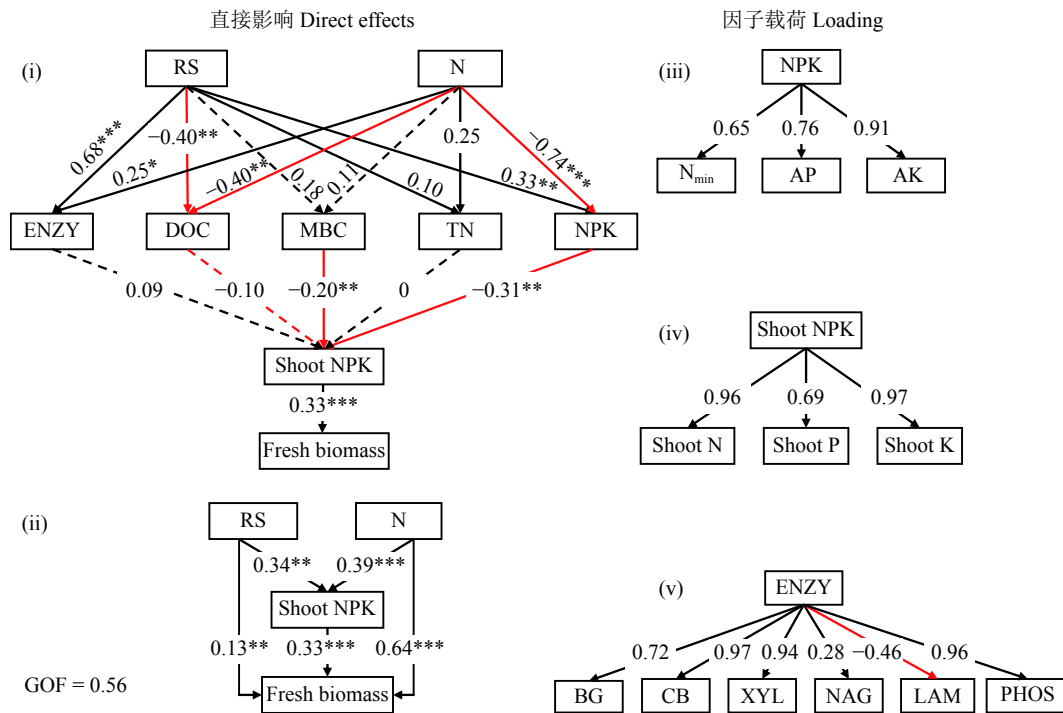 直接影响 Direct effects
因子载荷 Loading
(i)
RS
N
0.68***
−0.40**
0.25*
−0.40**
0.18
0.11
0.25
0.10
−0.74***
0.33**
ENZY
DOC
MBC
TN
NPK
0.09
−0.10
−0.20**
0
−0.31**
Shoot NPK
0.33***
Fresh biomass
(ii)
RS
N
0.34**
0.39***
Shoot NPK
0.13**
0.33***
0.64***
Fresh biomass
GOF = 0.56
(iii)
NPK
0.65
0.76
0.91
Nmin
AP
AK
(iv)
Shoot NPK
0.96
0.69
0.97
Shoot N
Shoot P
Shoot K
(v)
ENZY
0.72
0.97
0.94
0.28
−0.46
0.96
BG
CB
XYL
NAG
LAM
PHOS